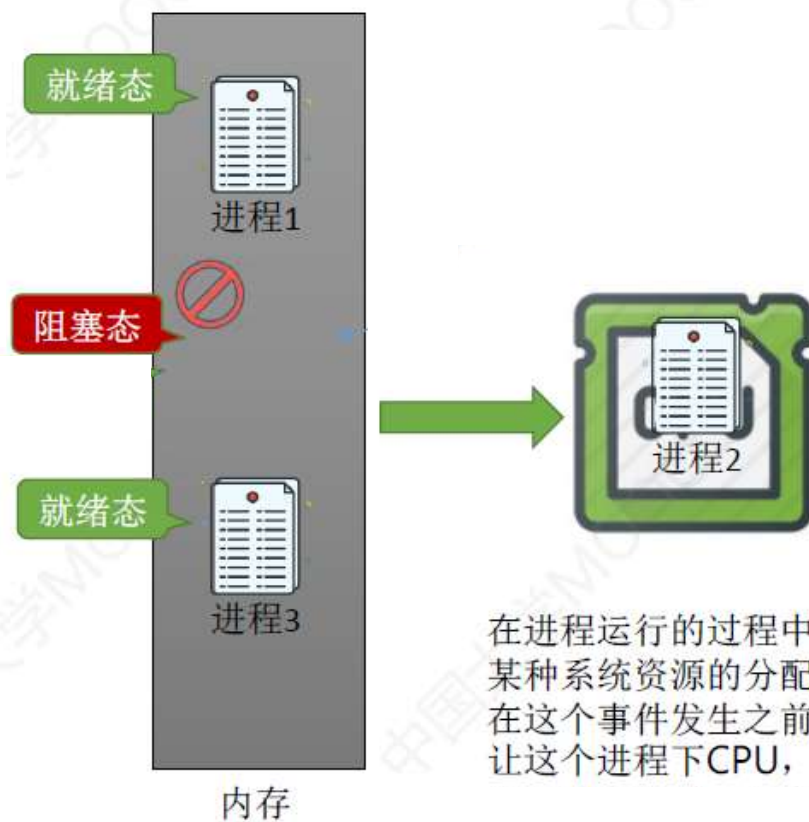 就绪态
进程1
阻塞态
进程2
就绪态
进程3
在进程运行的过程中
某种系统资源的分配
在这个事件发生之前
让这个进程下CPU，
内存